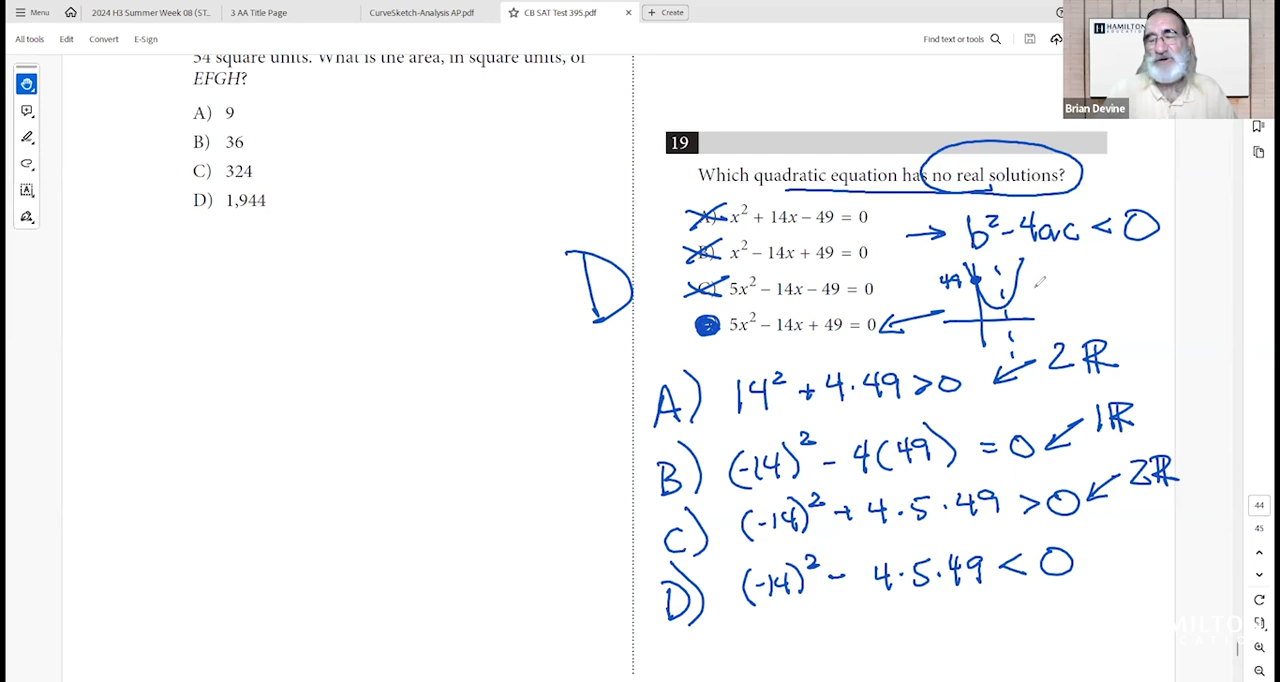 Menu
2024 H3 Summer Week 08 (ST...
3 AA Title Page
CurveSketch-Analysis AP.pdf
CB SAT Test 395.pdf
+ Create
All tools
Edit
Convert
E-Sign
Find text or tools
HAMILTON
EDUCATION
Brian Devine
54 square units. What is the area, in square units, of
EFGH?
A) 9
B) 36
C) 324
D) 1,944
19
Which quadratic equation has no real solutions?
A) x² + 14x − 49 = 0
B) x² − 14x + 49 = 0
C) 5x² − 14x − 49 = 0
5x² − 14x + 49 = 0
→ b² − 4ac < 0
49
D
A) 14² + 4·49 > 0 ← 2ℝ
B) (-14)² − 4(49) = 0 ← 1ℝ
C) (-14)² + 4·5·49 > 0 ← 2ℝ
D) (-14)² − 4·5·49 < 0
44
45